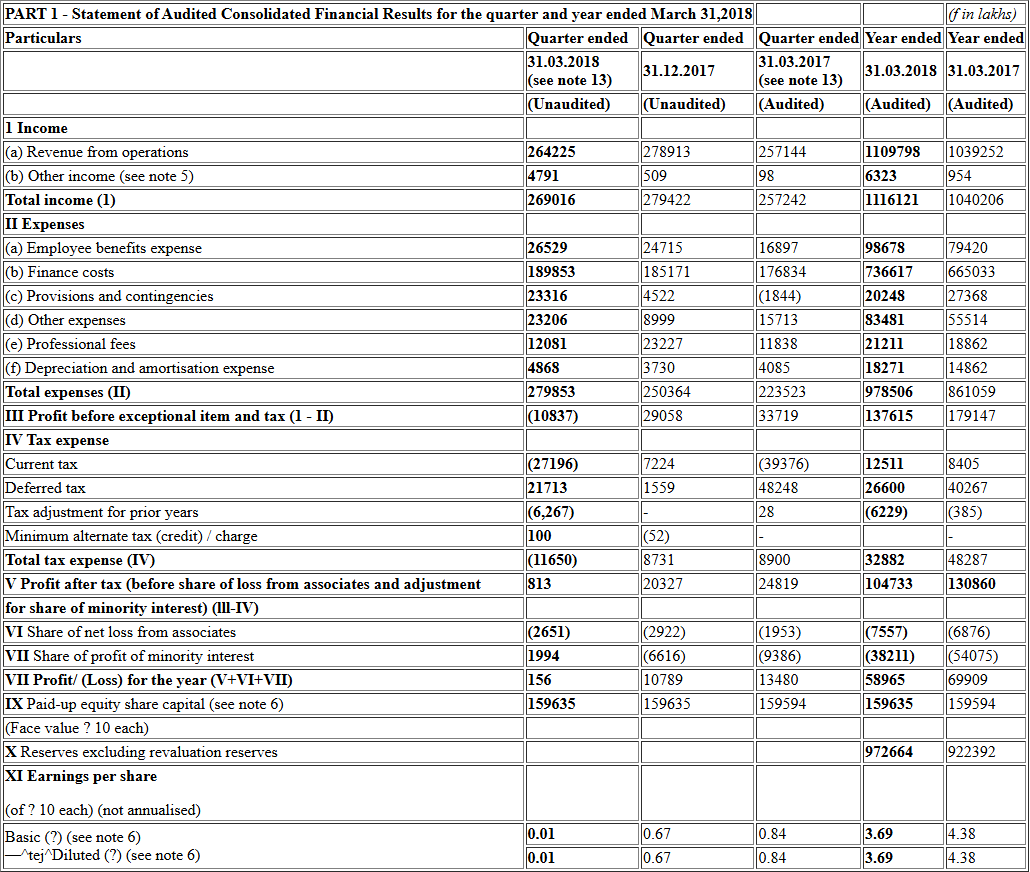 PART 1 - Statement of Audited Consolidated Financial Results for the quarter and year ended March 31,2018 (f in lakhs)
Particulars Quarter ended Quarter ended Quarter ended Year ended Year ended
31.03.2018 (see note 13) 31.12.2017 31.03.2017 (see note 13) 31.03.2018 31.03.2017
(Unaudited) (Unaudited) (Audited) (Audited) (Audited)
1 Income
(a) Revenue from operations 264225 278913 257144 1109798 1039252
(b) Other income (see note 5) 4791 509 98 6323 954
Total income (1) 269016 279422 257242 1116121 1040206
II Expenses
(a) Employee benefits expense 26529 24715 16897 98678 79420
(b) Finance costs 189853 185171 176834 736617 665033
(c) Provisions and contingencies 23316 4522 (1844) 20248 27368
(d) Other expenses 23206 8999 15713 83481 55514
(e) Professional fees 12081 23227 11838 21211 18862
(f) Depreciation and amortisation expense 4868 3730 4085 18271 14862
Total expenses (II) 279853 250364 223523 978506 861059
III Profit before exceptional item and tax (1 - II) (10837) 29058 33719 137615 179147
IV Tax expense
Current tax (27196) 7224 (39376) 12511 8405
Deferred tax 21713 1559 48248 26600 40267
Tax adjustment for prior years (6,267) - 28 (6229) (385)
Minimum alternate tax (credit) / charge 100 (52) - -
Total tax expense (IV) (11650) 8731 8900 32882 48287
V Profit after tax (before share of loss from associates and adjustment 813 20327 24819 104733 130860
for share of minority interest) (lll-IV)
VI Share of net loss from associates (2651) (2922) (1953) (7557) (6876)
VII Share of profit of minority interest 1994 (6616) (9386) (38211) (54075)
VII Profit/ (Loss) for the year (V+VI+VII) 156 10789 13480 58965 69909
IX Paid-up equity share capital (see note 6) 159635 159635 159594 159635 159594
(Face value ? 10 each)
X Reserves excluding revaluation reserves 972664 922392
XI Earnings per share
(of ? 10 each) (not annualised)
Basic (?) (see note 6) 0.01 0.67 0.84 3.69 4.38
—^tej^Diluted (?) (see note 6) 0.01 0.67 0.84 3.69 4.38